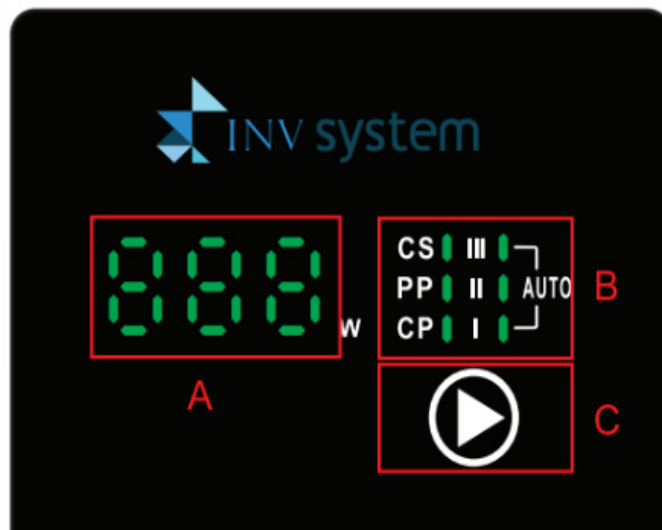 INV system
888 W
CS III
PP II AUTO
CP I
A
B
C